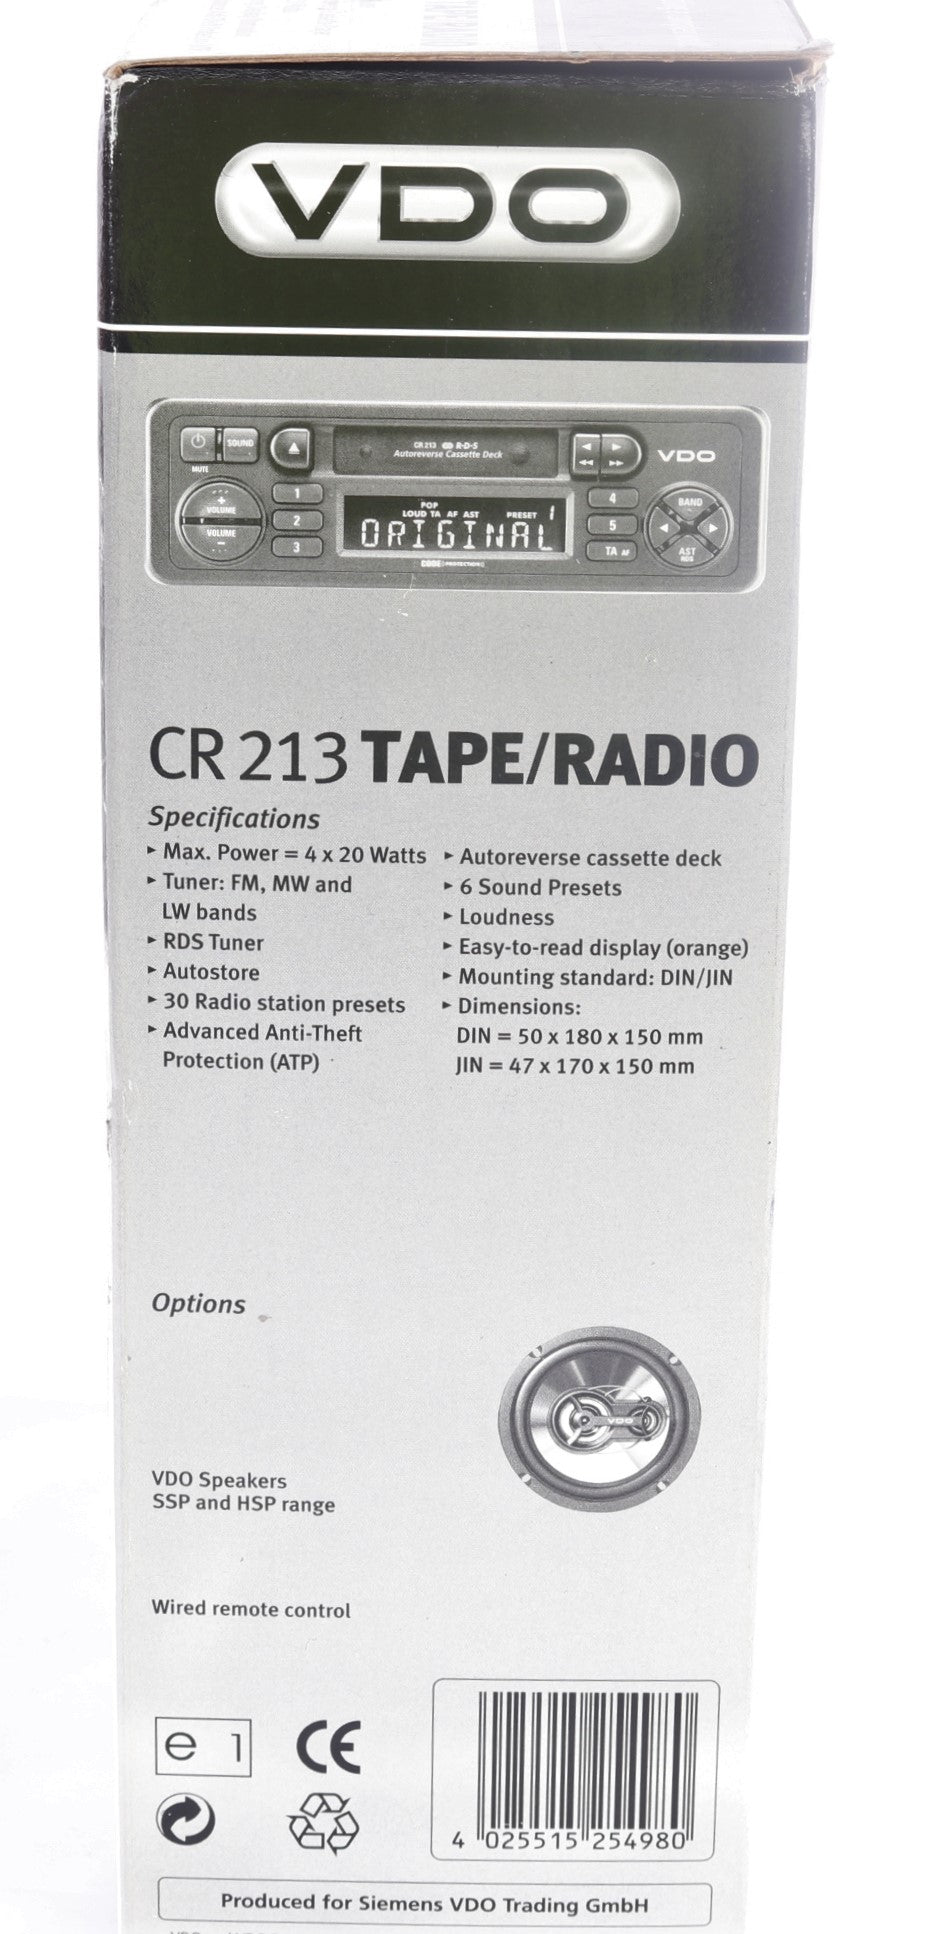 VDO
SOUND
MUTE
CR 213 R·D·S
Autoreverse Cassette Deck
VDO
+
VOLUME
VOLUME
−
1
2
3
POP
LOUD TA AF AST PRESET 1
ORIGINAL
CODE PROTECTION
4
5
TA AF
BAND
AST
RDS
CR 213 TAPE/RADIO
Specifications
▸ Max. Power = 4 x 20 Watts
▸ Tuner: FM, MW and
LW bands
▸ RDS Tuner
▸ Autostore
▸ 30 Radio station presets
▸ Advanced Anti-Theft
Protection (ATP)
▸ Autoreverse cassette deck
▸ 6 Sound Presets
▸ Loudness
▸ Easy-to-read display (orange)
▸ Mounting standard: DIN/JIN
▸ Dimensions:
DIN = 50 x 180 x 150 mm
JIN = 47 x 170 x 150 mm
Options
VDO
VDO Speakers
SSP and HSP range
Wired remote control
e 1
CE
4 025515 254980
Produced for Siemens VDO Trading GmbH